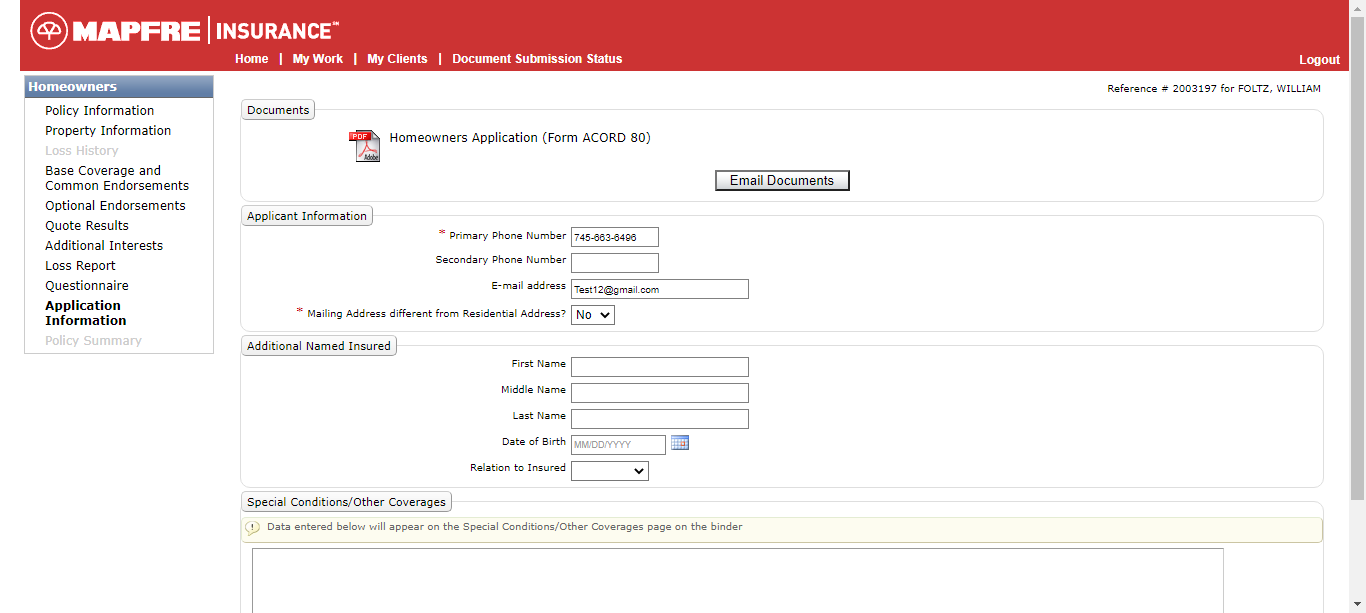 MAPFRE INSURANCE℠
Home | My Work | My Clients | Document Submission Status
Logout
Homeowners
Policy Information
Property Information
Loss History
Base Coverage and
Common Endorsements
Optional Endorsements
Quote Results
Additional Interests
Loss Report
Questionnaire
Application
Information
Policy Summary
Reference # 2003197 for FOLTZ, WILLIAM
Documents
PDF
Adobe
Homeowners Application (Form ACORD 80)
Email Documents
Applicant Information
* Primary Phone Number 745-663-6496
Secondary Phone Number
E-mail address Test12@gmail.com
* Mailing Address different from Residential Address? No
Additional Named Insured
First Name
Middle Name
Last Name
Date of Birth MM/DD/YYYY
Relation to Insured
Special Conditions/Other Coverages
Data entered below will appear on the Special Conditions/Other Coverages page on the binder